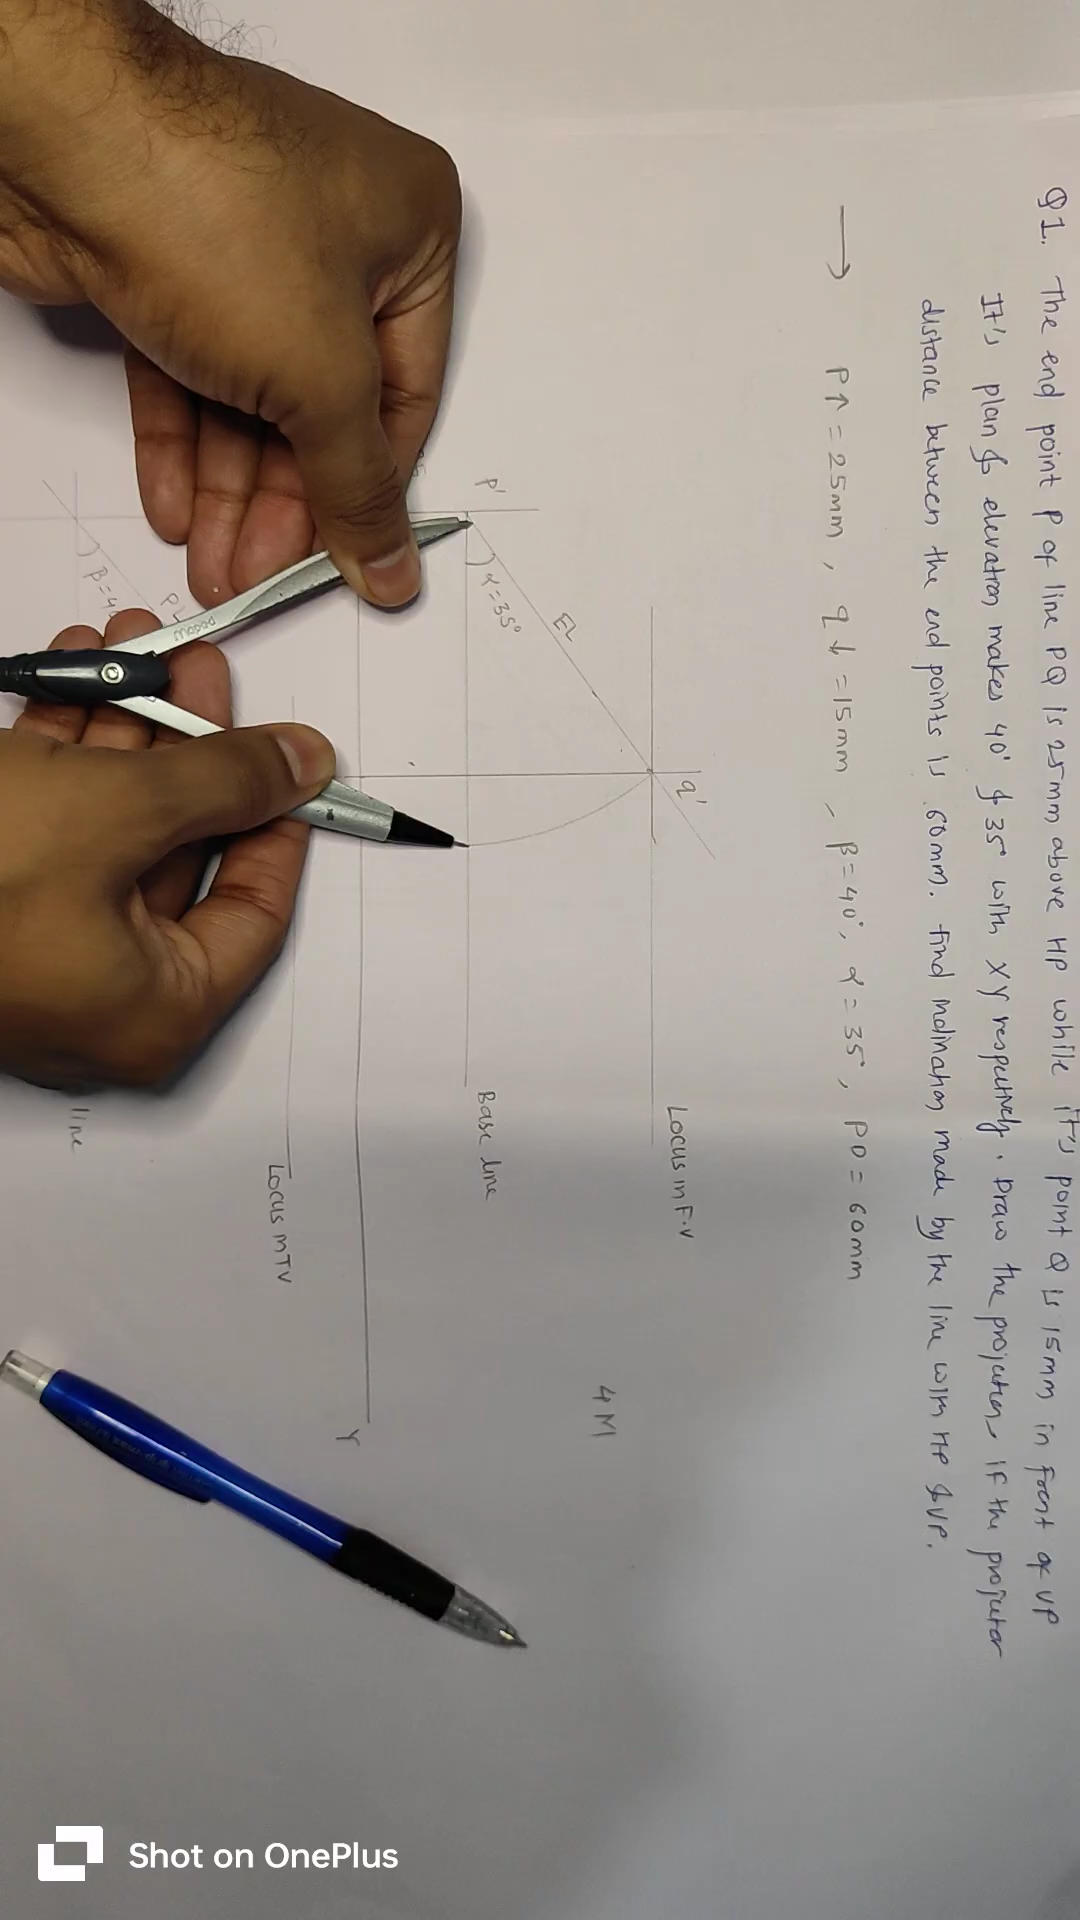 Q1. The end point P of line PQ is 25mm above HP while it's point Q is 15mm in front of VP
It's plan & elevation makes 40° & 35° with XY respectively. Draw the projection, if the projector
distance between the end points is 60mm. find inclination made by the line with HP & VP.
→ P↑ = 25mm, q↓ = 15mm, β = 40°, α = 35°, PD = 60mm
4M
q'
Locus in F.V
EL
P'
α = 35°
Base line
Y
Locus in TV
PL
line
Shot on OnePlus